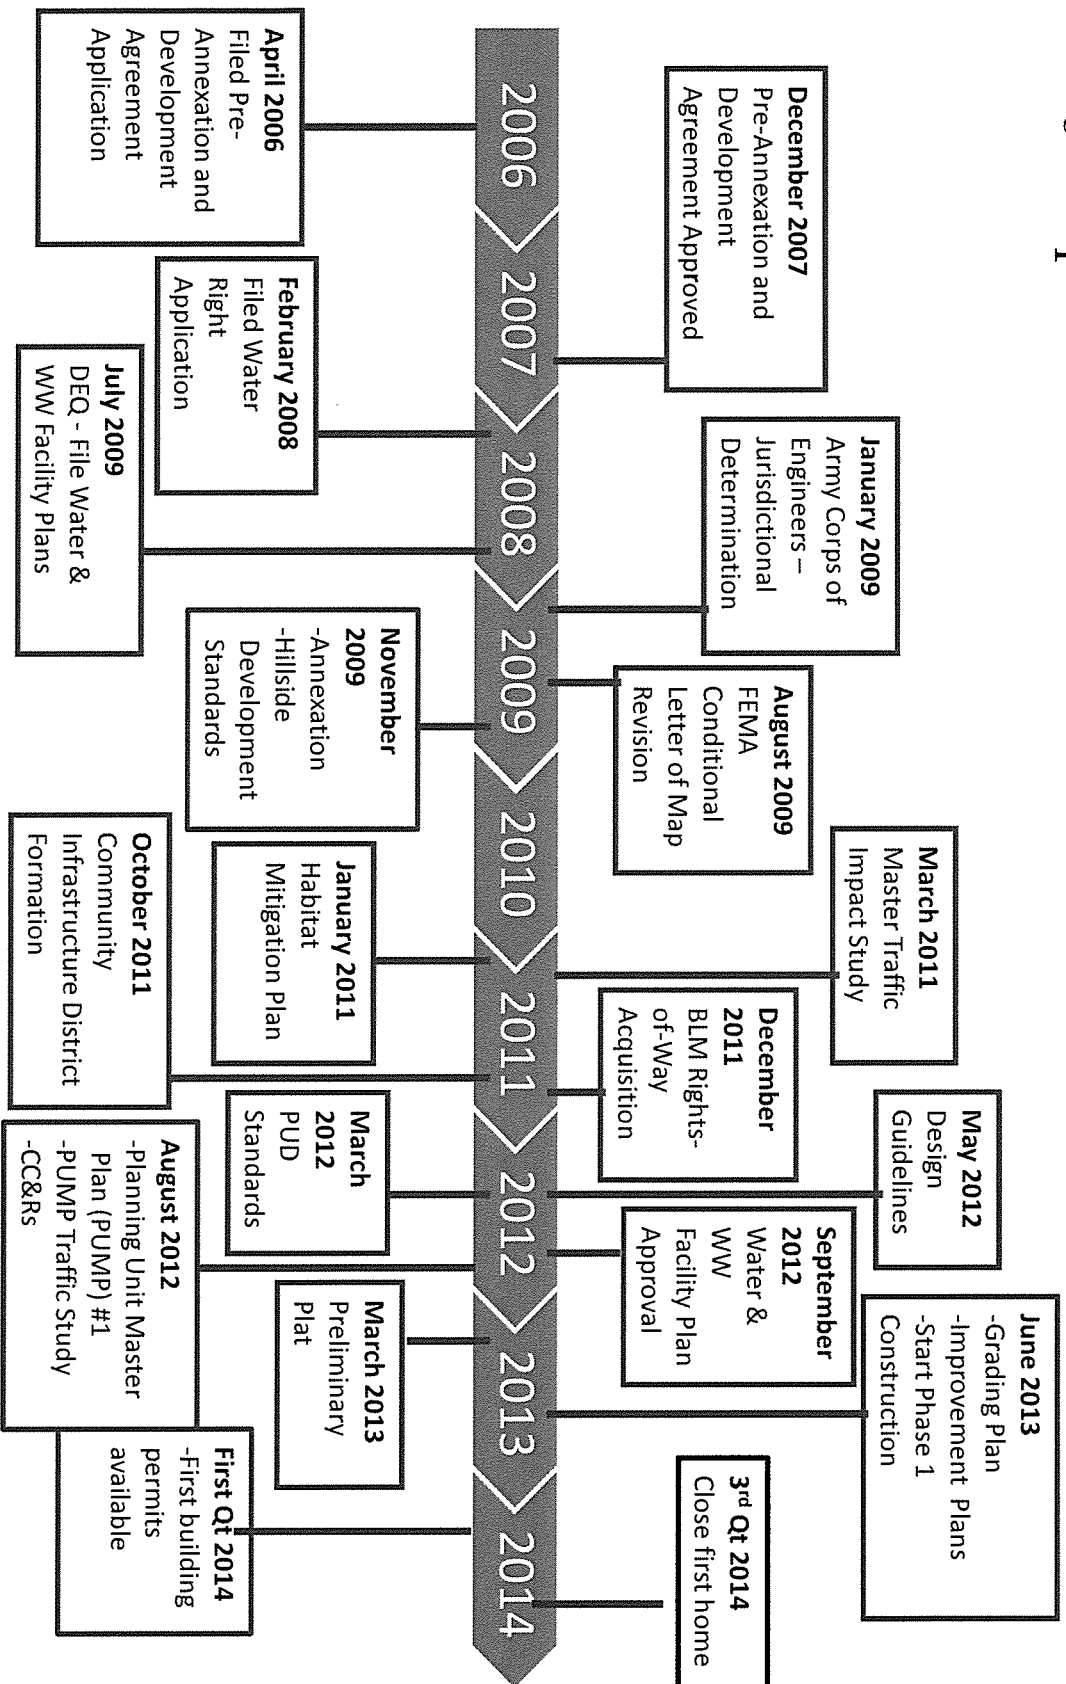 December 2007
Pre-Annexation and
Development
Agreement Approved
January 2009
Army Corps of
Engineers –
Jurisdictional
Determination
August 2009
FEMA
Conditional
Letter of Map
Revision
March 2011
Master Traffic
Impact Study
December
2011
BLM Rights-
of-Way
Acquisition
May 2012
Design
Guidelines
September
2012
Water &
WW
Facility Plan
Approval
June 2013
-Grading Plan
-Improvement Plans
-Start Phase 1
Construction
3rd Qt 2014
Close first home
2006
2007
2008
2009
2010
2011
2012
2013
2014
April 2006
Filed Pre-
Annexation and
Development
Agreement
Application
February 2008
Filed Water
Right
Application
July 2009
DEQ - File Water &
WW Facility Plans
November
2009
-Annexation
-Hillside
Development
Standards
January 2011
Habitat
Mitigation Plan
October 2011
Community
Infrastructure District
Formation
March
2012
PUD
Standards
August 2012
-Planning Unit Master
Plan (PUMP) #1
-PUMP Traffic Study
-CC&Rs
March 2013
Preliminary
Plat
First Qt 2014
-First building
permits
available